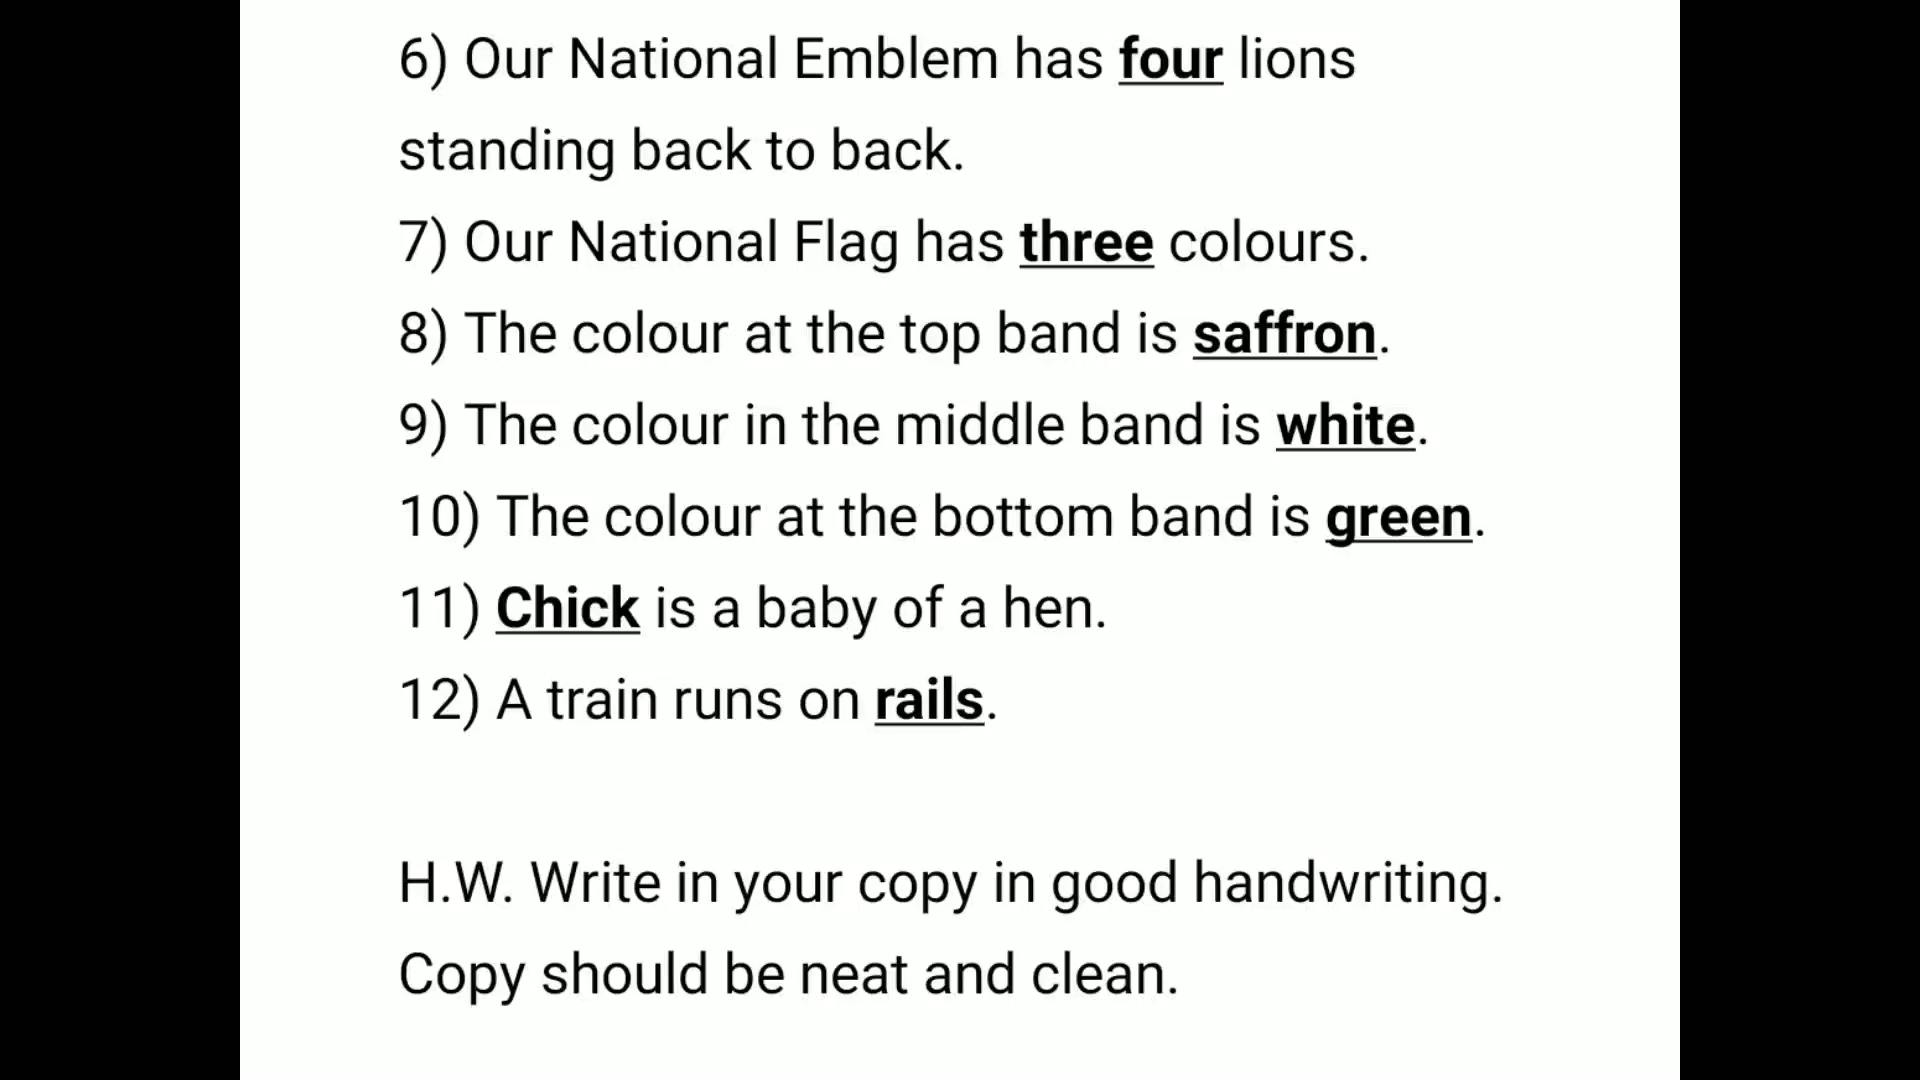 6) Our National Emblem has four lions
standing back to back.
7) Our National Flag has three colours.
8) The colour at the top band is saffron.
9) The colour in the middle band is white.
10) The colour at the bottom band is green.
11) Chick is a baby of a hen.
12) A train runs on rails.
H.W. Write in your copy in good handwriting.
Copy should be neat and clean.